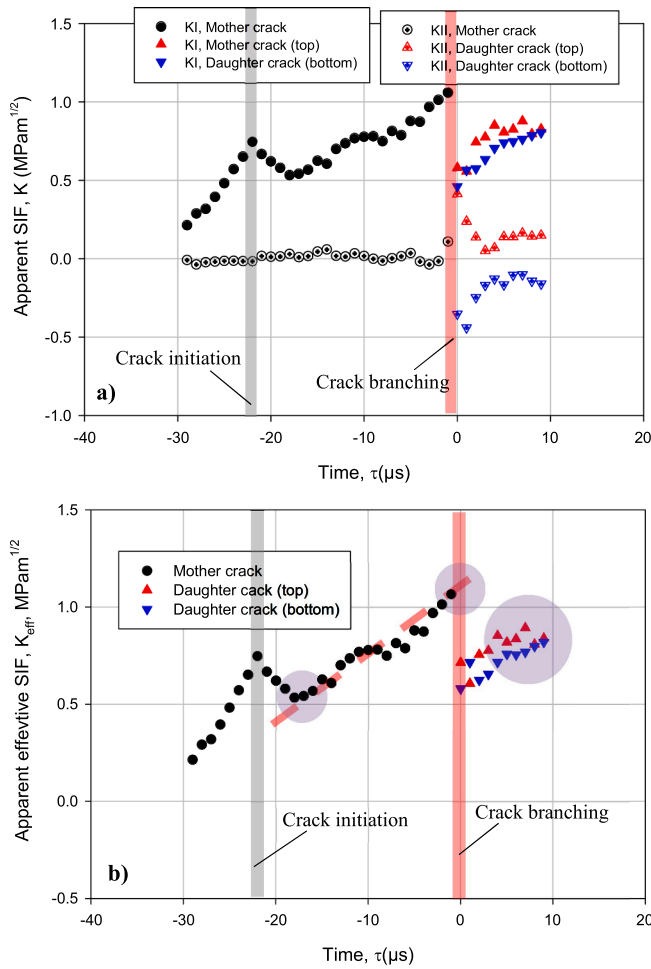 1.5
1.0
0.5
0.0
-0.5
-1.0
Apparent SIF, K (MPam1/2)
KI, Mother crack
KI, Mother crack (top)
KI, Daughter crack (bottom)
KII, Mother crack
KII, Daughter crack (top)
KII, Daughter crack (bottom)
Crack initiation
Crack branching
a)
-40 -30 -20 -10 0 10 20
Time, τ(μs)
1.5
1.0
0.5
0.0
-0.5
Apparent effevtive SIF, Keff, MPam1/2
Mother crack
Daughter cack (top)
Daughter crack (bottom)
Crack initiation
Crack branching
b)
-40 -30 -20 -10 0 10 20
Time, τ(μs)